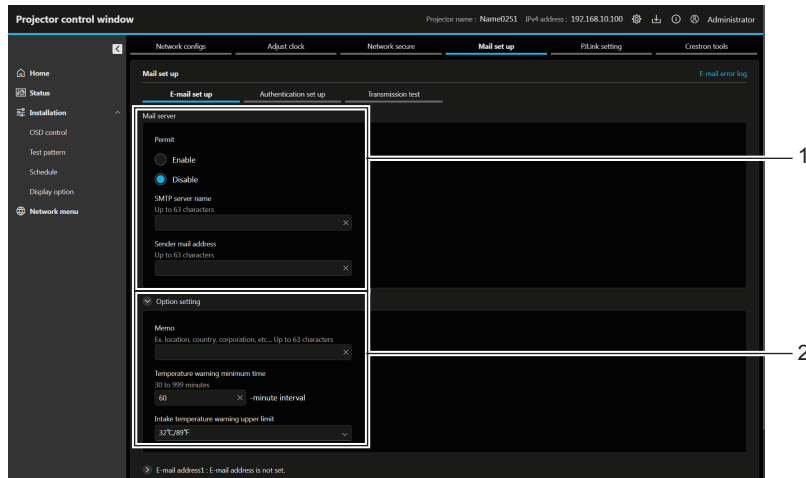 Projector control window
Projector name : Name0251 IPv4 address : 192.168.10.100 Administrator
Network configs Adjust clock Network secure Mail set up PJLink setting Crestron tools
Home
Status
Installation
OSD control
Test pattern
Schedule
Display option
Network menu
Mail set up E-mail error log
E-mail set up Authentication set up Transmission test
Mail server
Permit
Enable
Disable
SMTP server name
Up to 63 characters
Sender mail address
Up to 63 characters
1
Option setting
Memo
Ex. location, country, corporation, etc... Up to 63 characters
2
Temperature warning minimum time
30 to 999 minutes
60 -minute interval
Intake temperature warning upper limit
32℃/89℉
E-mail address1 : E-mail address is not set.